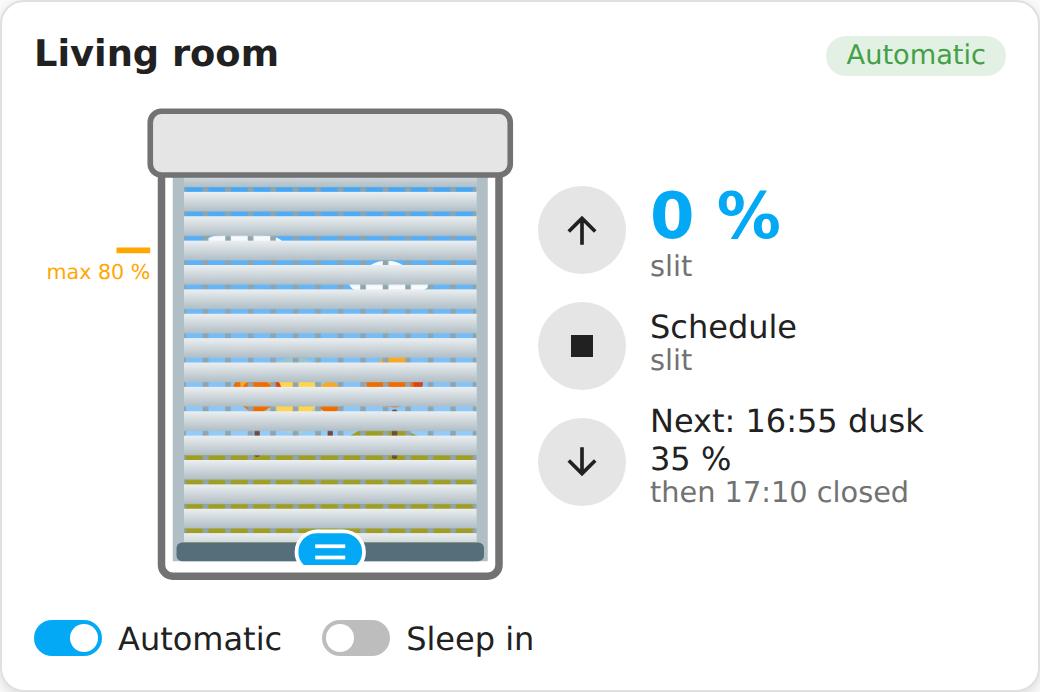 Living room
Automatic
max 80 %
0 %
slit
Schedule
slit
Next: 16:55 dusk
35 %
then 17:10 closed
Automatic
Sleep in